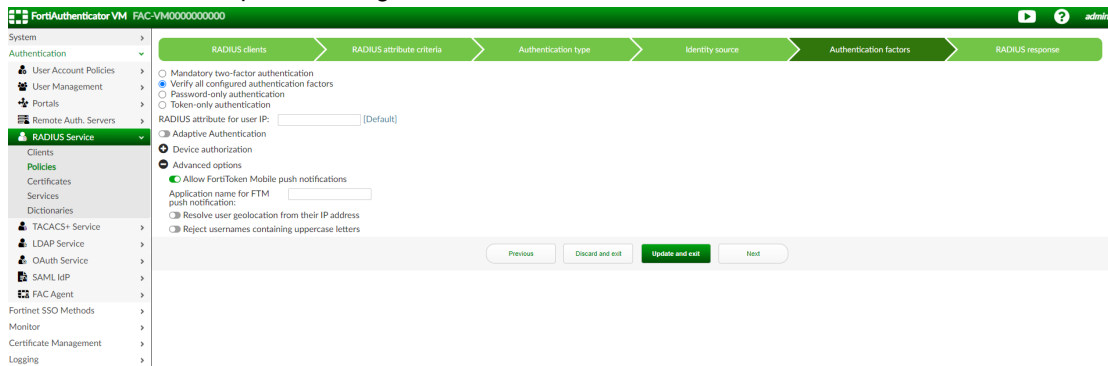 FortiAuthenticator VM FAC-VM0000000000
admin
System
Authentication
User Account Policies
User Management
Portals
Remote Auth. Servers
RADIUS Service
Clients
Policies
Certificates
Services
Dictionaries
TACACS+ Service
LDAP Service
OAuth Service
SAML IdP
FAC Agent
Fortinet SSO Methods
Monitor
Certificate Management
Logging
RADIUS clients
RADIUS attribute criteria
Authentication type
Identity source
Authentication factors
RADIUS response
Mandatory two-factor authentication
Verify all configured authentication factors
Password-only authentication
Token-only authentication
RADIUS attribute for user IP: [Default]
Adaptive Authentication
Device authorization
Advanced options
Allow FortiToken Mobile push notifications
Application name for FTM
push notification:
Resolve user geolocation from their IP address
Reject usernames containing uppercase letters
Previous Discard and exit Update and exit Next